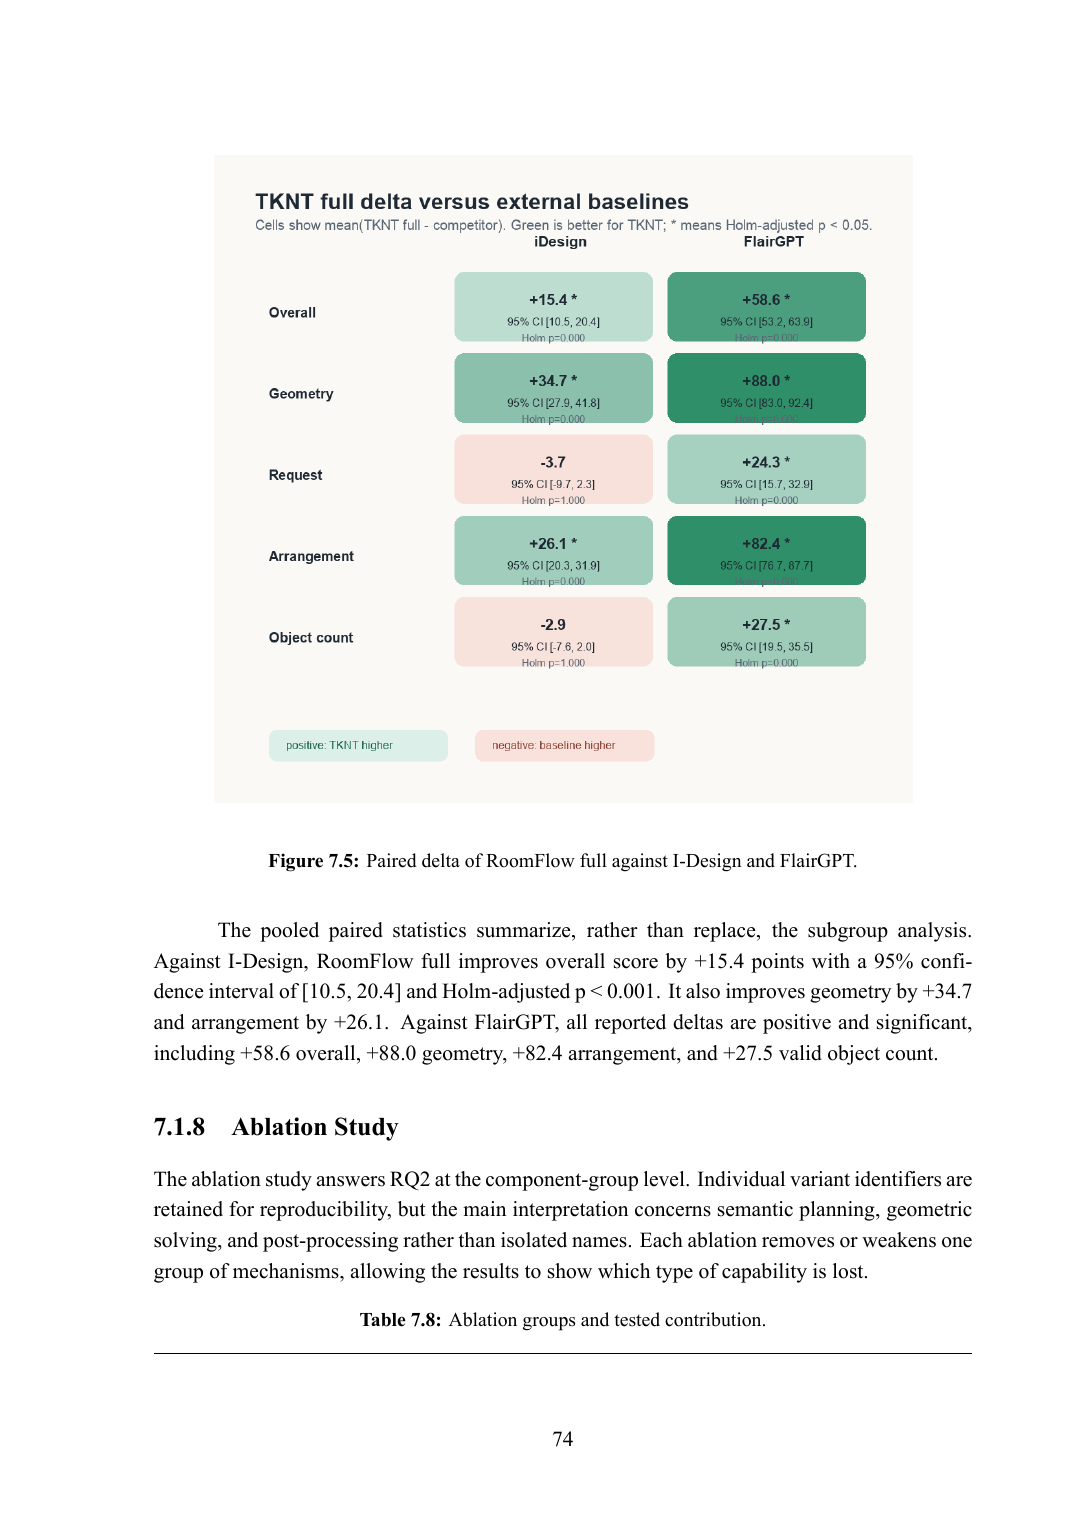 TKNT full delta versus external baselines
Cells show mean(TKNT full - competitor). Green is better for TKNT; * means Holm-adjusted p < 0.05.
iDesign FlairGPT
Overall
+15.4 *
95% CI [10.5, 20.4]
Holm p=0.000
+58.6 *
95% CI [53.2, 63.9]
Holm p=0.000
Geometry
+34.7 *
95% CI [27.9, 41.8]
Holm p=0.000
+88.0 *
95% CI [83.0, 92.4]
Holm p=0.000
Request
-3.7
95% CI [-9.7, 2.3]
Holm p=1.000
+24.3 *
95% CI [15.7, 32.9]
Holm p=0.000
Arrangement
+26.1 *
95% CI [20.3, 31.9]
Holm p=0.000
+82.4 *
95% CI [76.7, 87.7]
Holm p=0.000
Object count
-2.9
95% CI [-7.6, 2.0]
Holm p=1.000
+27.5 *
95% CI [19.5, 35.5]
Holm p=0.000
positive: TKNT higher
negative: baseline higher
Figure 7.5: Paired delta of RoomFlow full against I-Design and FlairGPT.
The pooled paired statistics summarize, rather than replace, the subgroup analysis.
Against I-Design, RoomFlow full improves overall score by +15.4 points with a 95% confi-
dence interval of [10.5, 20.4] and Holm-adjusted p < 0.001. It also improves geometry by +34.7
and arrangement by +26.1. Against FlairGPT, all reported deltas are positive and significant,
including +58.6 overall, +88.0 geometry, +82.4 arrangement, and +27.5 valid object count.
7.1.8 Ablation Study
The ablation study answers RQ2 at the component-group level. Individual variant identifiers are
retained for reproducibility, but the main interpretation concerns semantic planning, geometric
solving, and post-processing rather than isolated names. Each ablation removes or weakens one
group of mechanisms, allowing the results to show which type of capability is lost.
Table 7.8: Ablation groups and tested contribution.
74